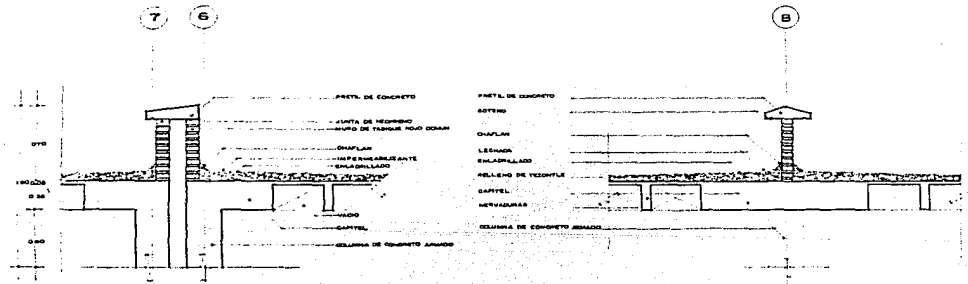 7 6
PRETIL DE CONCRETO
JUNTA DE NEOPRENO
MURO DE TABIQUE ROJO COMUN
CHAFLAN
IMPERMEABILIZANTE
ENLADRILLADO
VACIO
CAPITEL
COLUMNA DE CONCRETO ARMADO
B
PRETIL DE CONCRETO
GOTERO
CHAFLAN
LECHADA
ENLADRILLADO
RELLENO DE TEZONTLE
CAPITEL
NERVADURAS
COLUMNA DE CONCRETO ARMADO